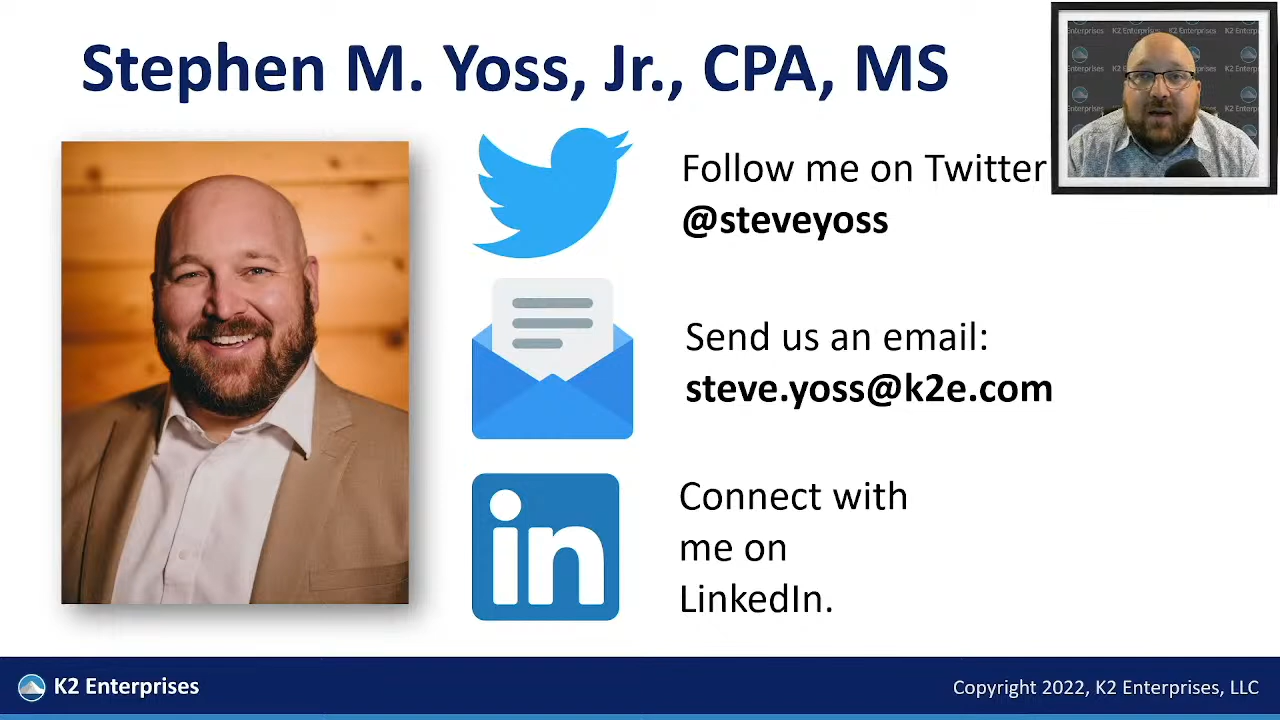 Stephen M. Yoss, Jr., CPA, MS
Follow me on Twitter
@steveyoss
Send us an email:
steve.yoss@k2e.com
in
Connect with
me on
LinkedIn.
K2 Enterprises
Copyright 2022, K2 Enterprises, LLC